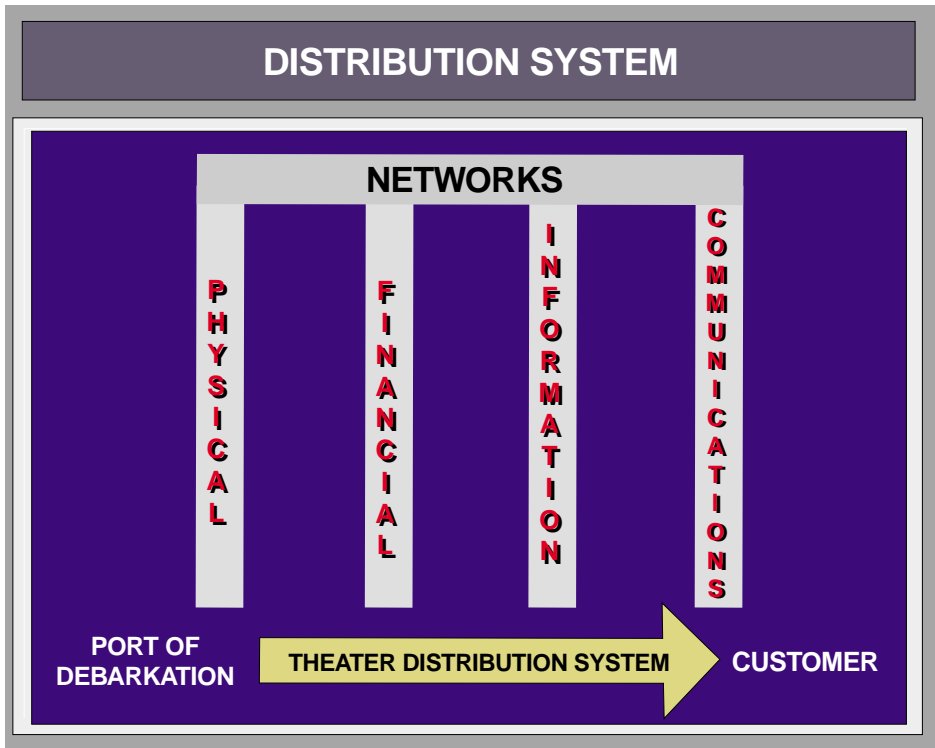 DISTRIBUTION SYSTEM
NETWORKS
PHYSICAL
FINANCIAL
INFORMATION
COMMUNICATIONS
PORT OF
DEBARKATION
THEATER DISTRIBUTION SYSTEM
CUSTOMER